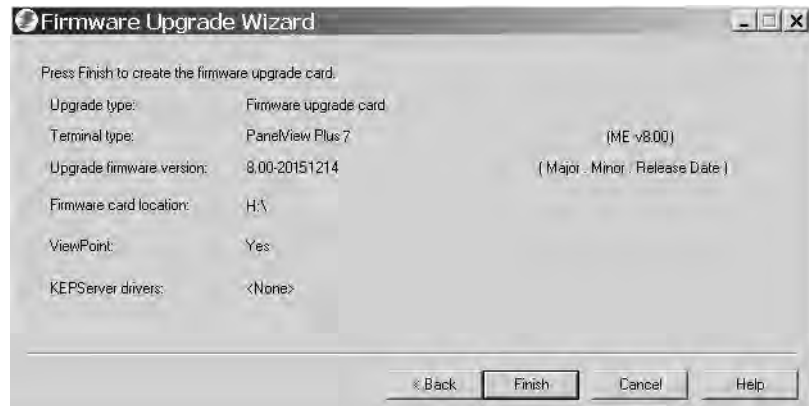 Firmware Upgrade Wizard
Press Finish to create the firmware upgrade card.
Upgrade type: Firmware upgrade card
Terminal type: PanelView Plus 7 (ME v8.00)
Upgrade firmware version: 8.00-20151214 ( Major . Minor . Release Date )
Firmware card location: H:\
ViewPoint: Yes
KEPServer drivers: <None>
< Back Finish Cancel Help